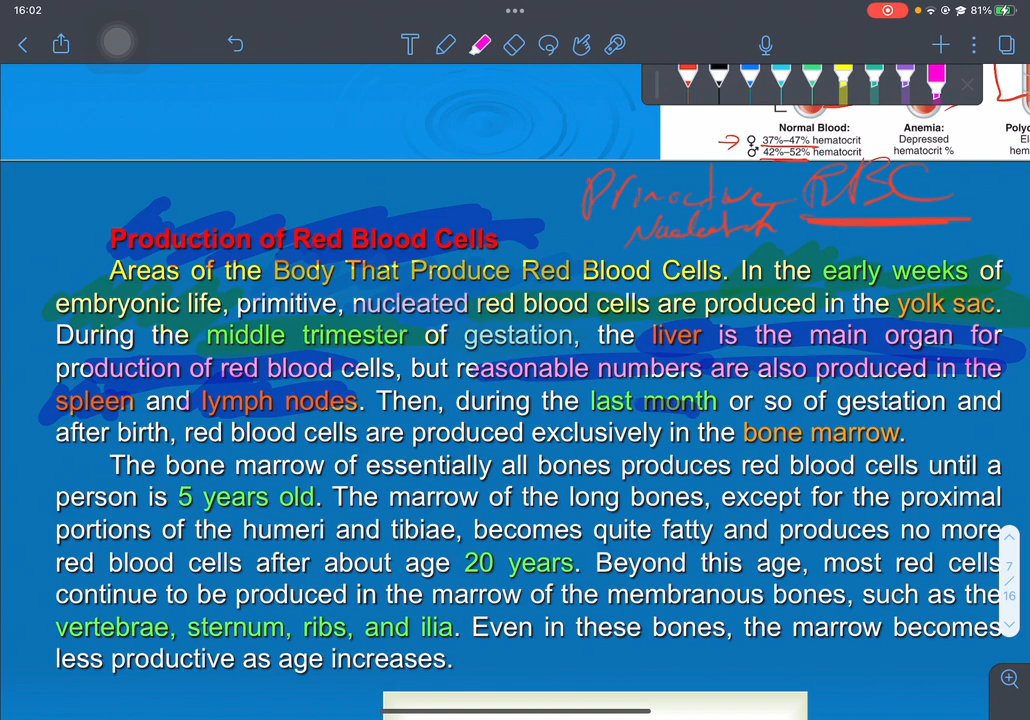 16:02
81%
T
Normal Blood:
♀ 37%–47% hematocrit
♂ 42%–52% hematocrit
Anemia:
Depressed
hematocrit %
RBC
Production of Red Blood Cells
Areas of the Body That Produce Red Blood Cells. In the early weeks of
embryonic life, primitive, nucleated red blood cells are produced in the yolk sac.
During the middle trimester of gestation, the liver is the main organ for
production of red blood cells, but reasonable numbers are also produced in the
spleen and lymph nodes. Then, during the last month or so of gestation and
after birth, red blood cells are produced exclusively in the bone marrow.
The bone marrow of essentially all bones produces red blood cells until a
person is 5 years old. The marrow of the long bones, except for the proximal
portions of the humeri and tibiae, becomes quite fatty and produces no more
red blood cells after about age 20 years. Beyond this age, most red cells
continue to be produced in the marrow of the membranous bones, such as the
vertebrae, sternum, ribs, and ilia. Even in these bones, the marrow becomes
less productive as age increases.
7
/
16